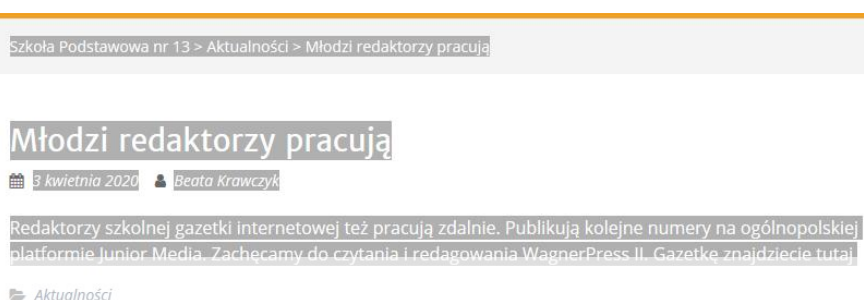 Szkoła Podstawowa nr 13 > Aktualności > Młodzi redaktorzy pracują
Młodzi redaktorzy pracują
3 kwietnia 2020 Beata Krawczyk
Redaktorzy szkolnej gazetki internetowej też pracują zdalnie. Publikują kolejne numery na ogólnopolskiej
platformie Junior Media. Zachęcamy do czytania i redagowania WagnerPress II. Gazetkę znajdziecie tutaj
Aktualności